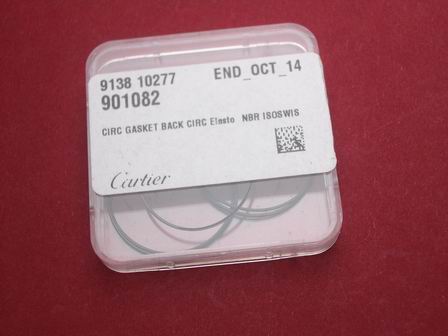 9138 10277 END_OCT_14
901082
CIRC GASKET BACK CIRC Elasto NBR ISOSWIS
Cartier